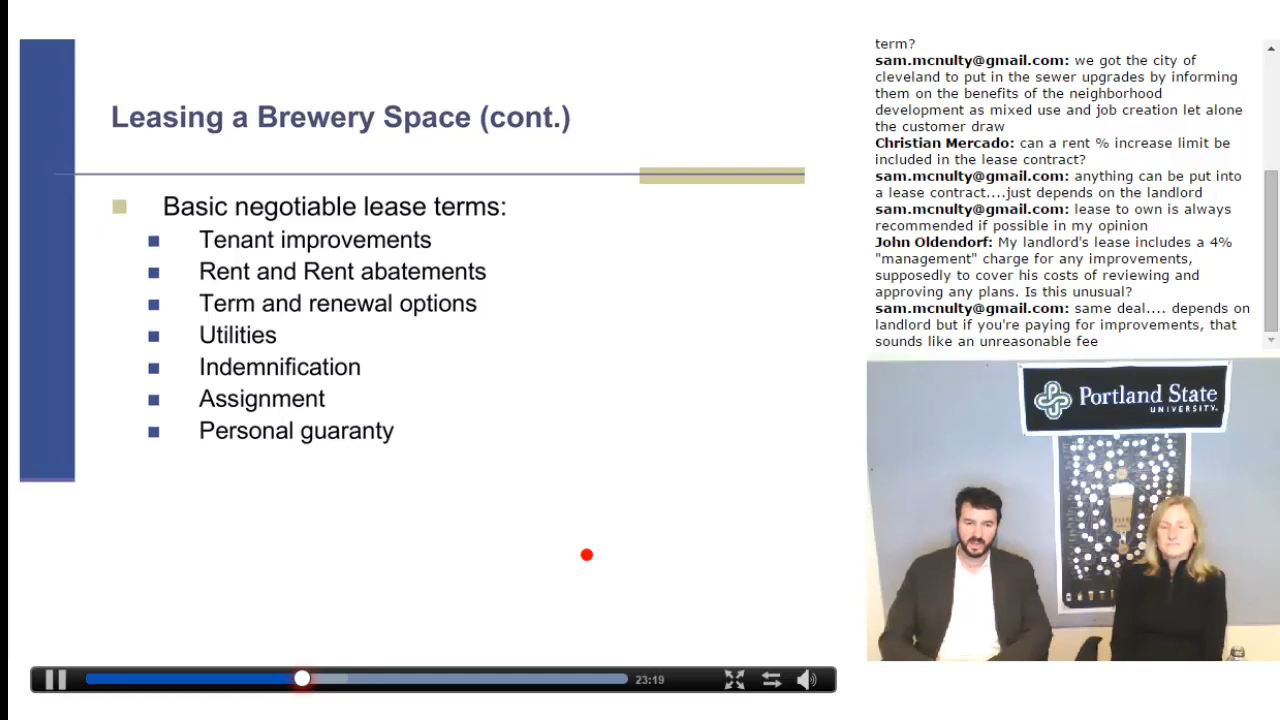 Leasing a Brewery Space (cont.)
Basic negotiable lease terms:
Tenant improvements
Rent and Rent abatements
Term and renewal options
Utilities
Indemnification
Assignment
Personal guaranty
23:19
term?
sam.mcnulty@gmail.com: we got the city of
cleveland to put in the sewer upgrades by informing
them on the benefits of the neighborhood
development as mixed use and job creation let alone
the customer draw
Christian Mercado: can a rent % increase limit be
included in the lease contract?
sam.mcnulty@gmail.com: anything can be put into
a lease contract....just depends on the landlord
sam.mcnulty@gmail.com: lease to own is always
recommended if possible in my opinion
John Oldendorf: My landlord's lease includes a 4%
"management" charge for any improvements,
supposedly to cover his costs of reviewing and
approving any plans. Is this unusual?
sam.mcnulty@gmail.com: same deal.... depends on
landlord but if you're paying for improvements, that
sounds like an unreasonable fee
Portland State
UNIVERSITY